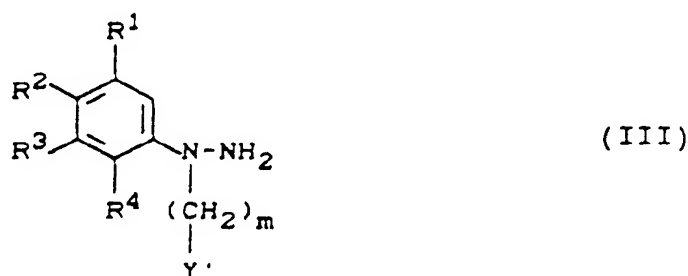 R¹
R²
R³ N-NH₂ (III)
R⁴ (CH₂)ₘ
Y'